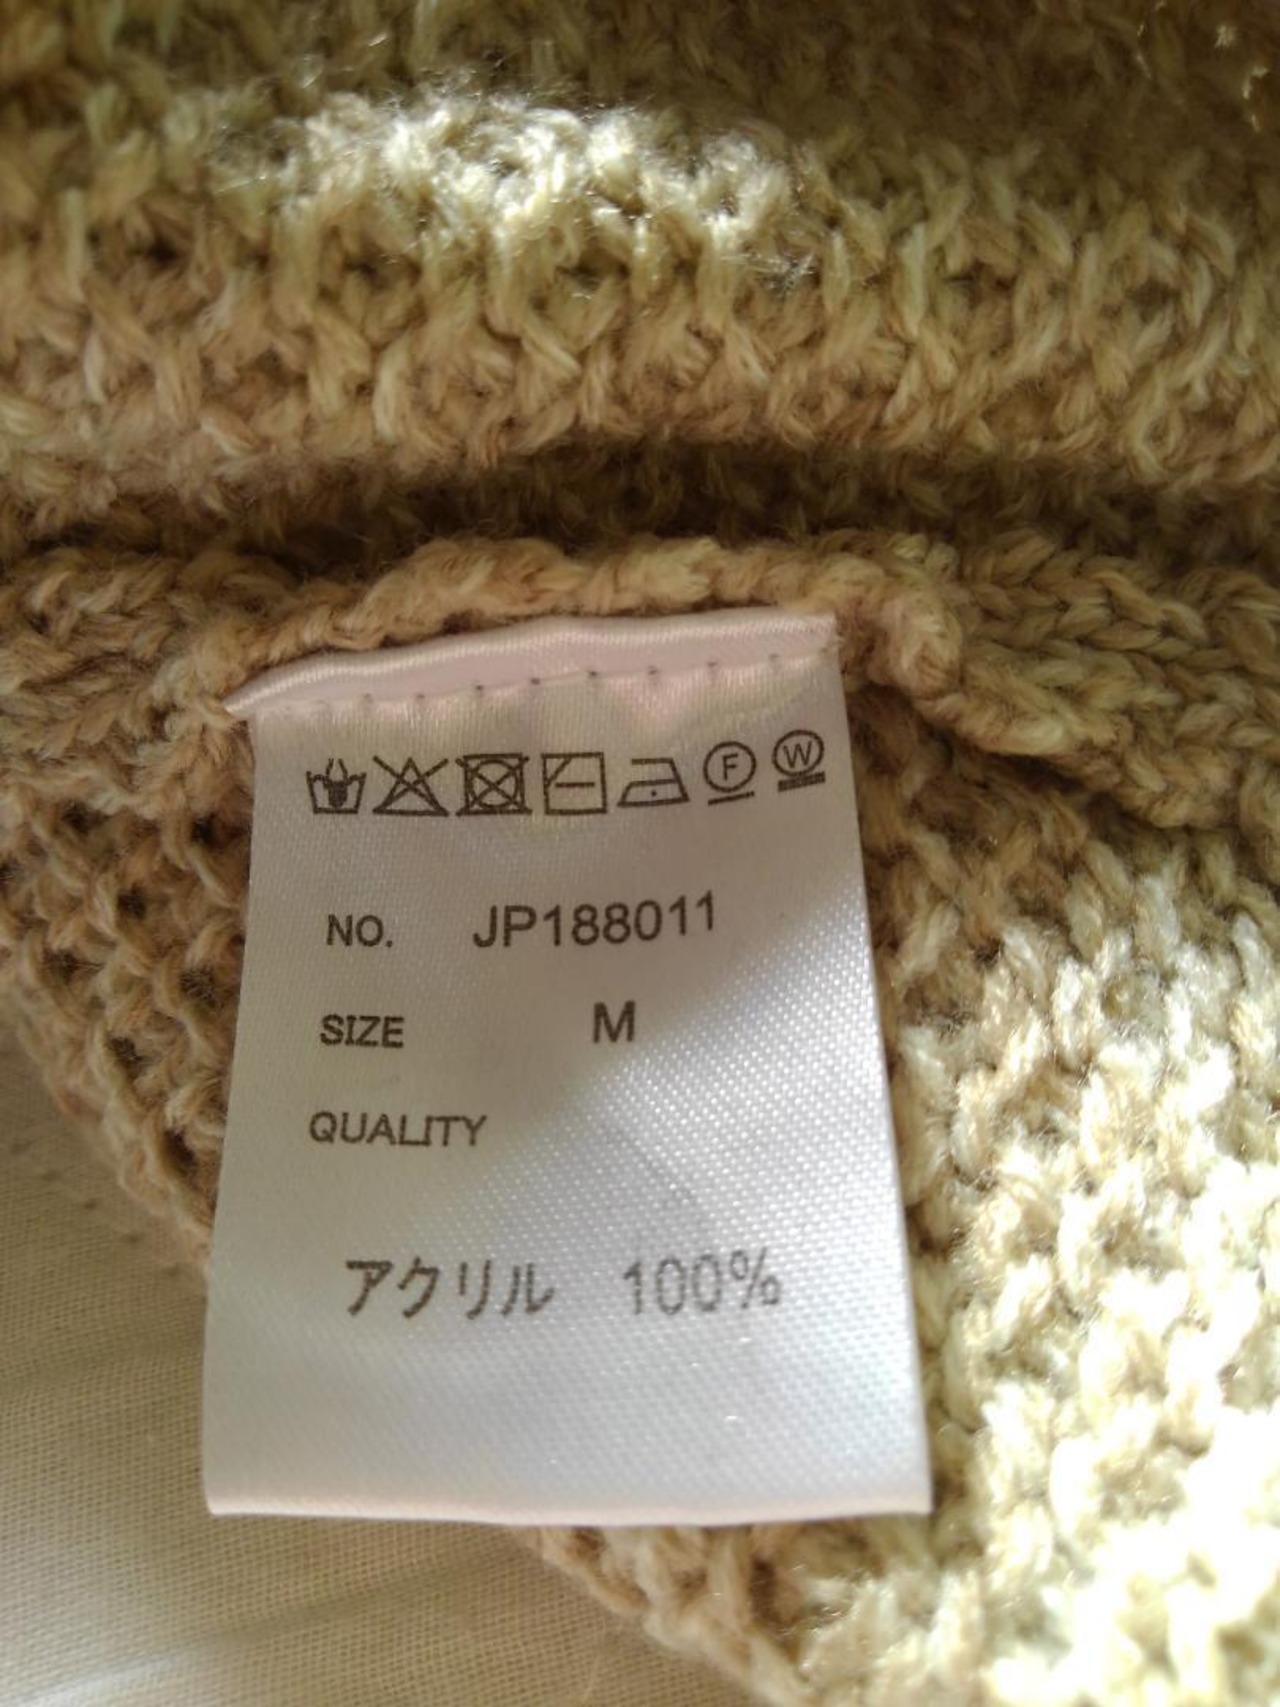 F W
NO. JP188011
SIZE M
QUALITY
アクリル 100%